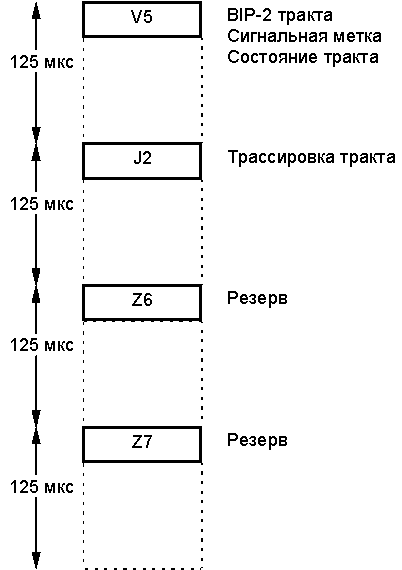 V5
BIP-2 тракта
Сигнальная метка
Состояние тракта
125 мкс
J2
Трассировка тракта
125 мкс
Z6
Резерв
125 мкс
Z7
Резерв
125 мкс